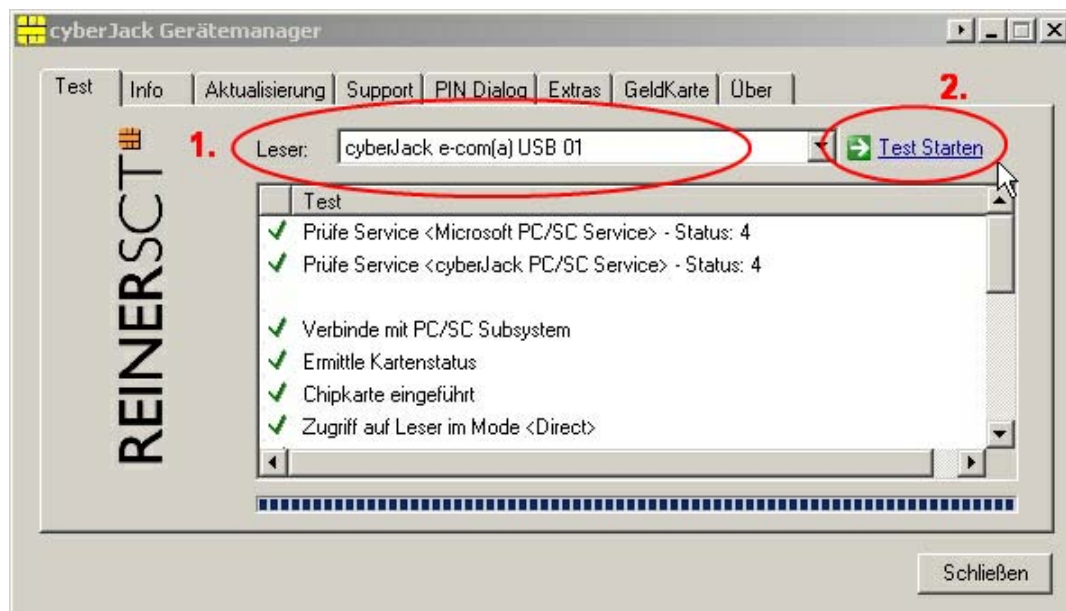 cyberJack Gerätemanager
Test Info Aktualisierung Support PIN Dialog Extras GeldKarte Über
2.
1. Leser: cyberJack e-com(a) USB 01 Test Starten
REINERSCT
Test
Prüfe Service <Microsoft PC/SC Service> - Status: 4
Prüfe Service <cyberJack PC/SC Service> - Status: 4
Verbinde mit PC/SC Subsystem
Ermittle Kartenstatus
Chipkarte eingeführt
Zugriff auf Leser im Mode <Direct>
Schließen